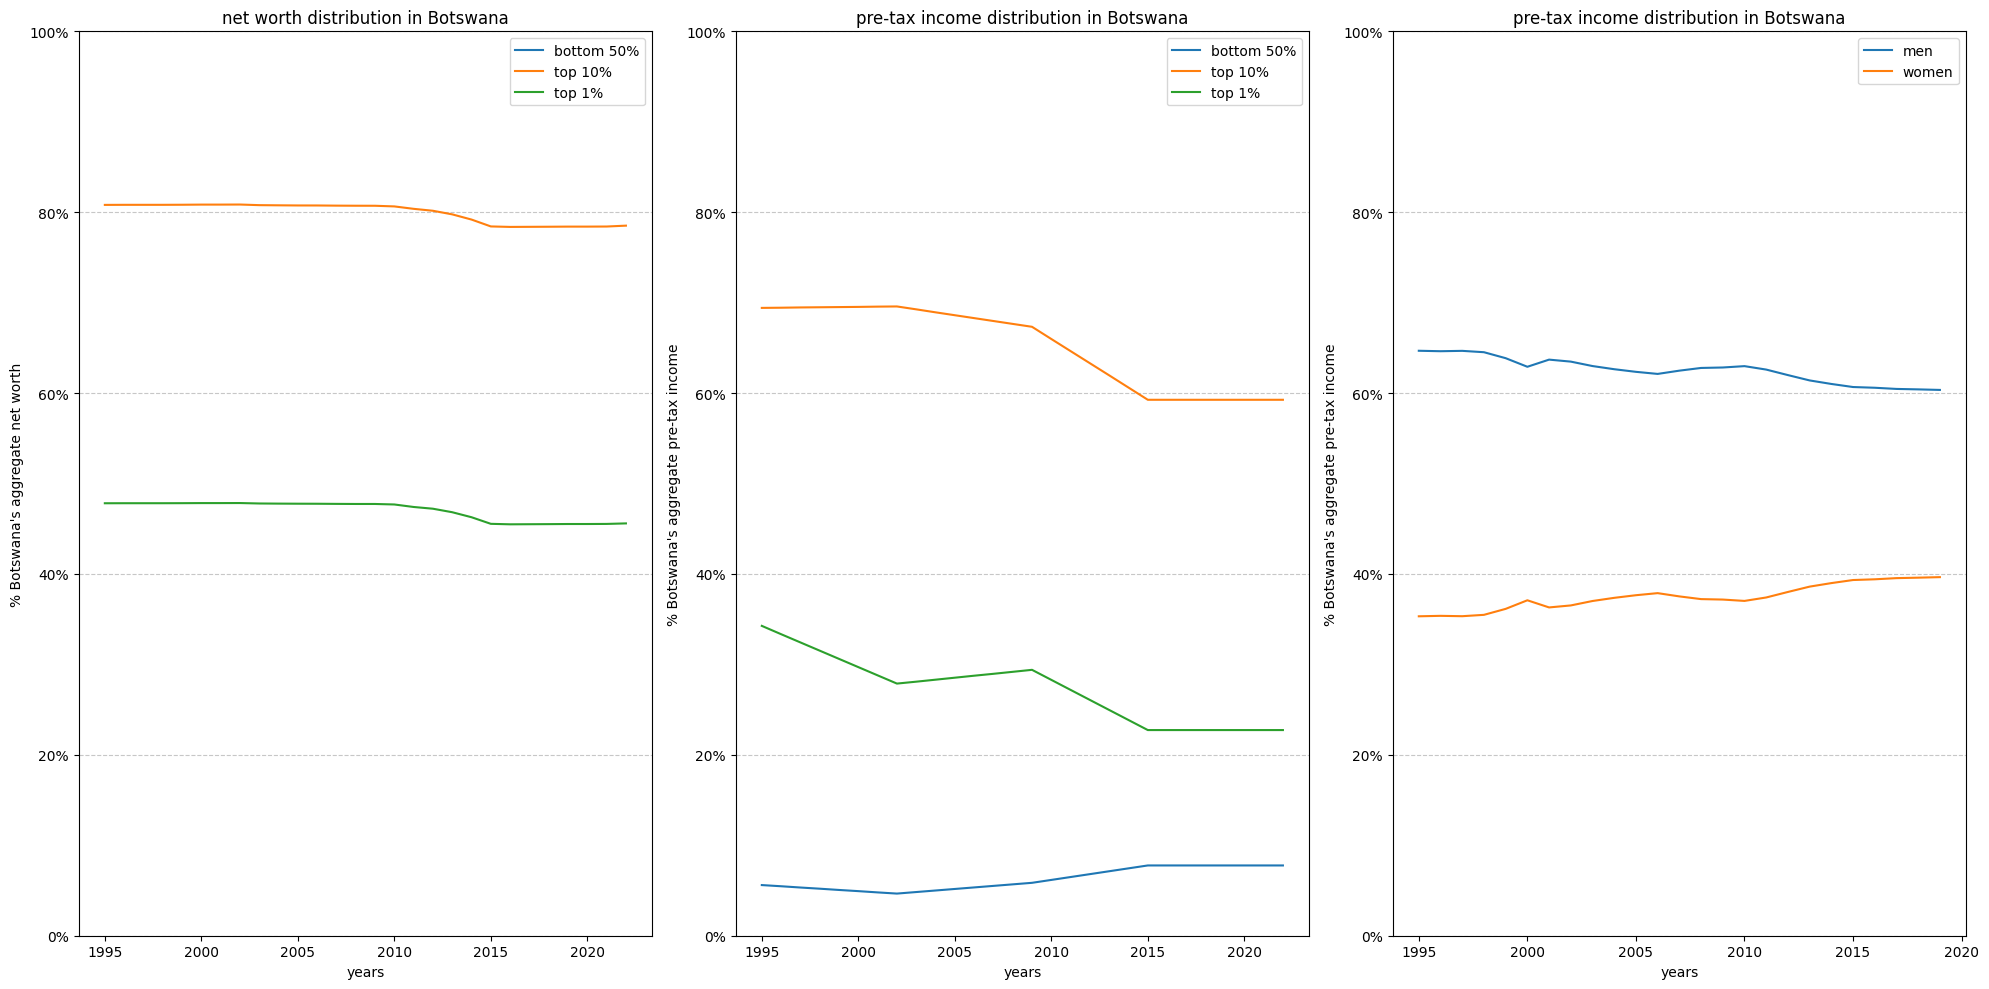 net worth distribution in Botswana
% Botswana's aggregate net worth
100%
80%
60%
40%
20%
0%
bottom 50%
top 10%
top 1%
1995 2000 2005 2010 2015 2020
years
pre-tax income distribution in Botswana
% Botswana's aggregate pre-tax income
100%
80%
60%
40%
20%
0%
bottom 50%
top 10%
top 1%
1995 2000 2005 2010 2015 2020
years
pre-tax income distribution in Botswana
% Botswana's aggregate pre-tax income
100%
80%
60%
40%
20%
0%
men
women
1995 2000 2005 2010 2015 2020
years